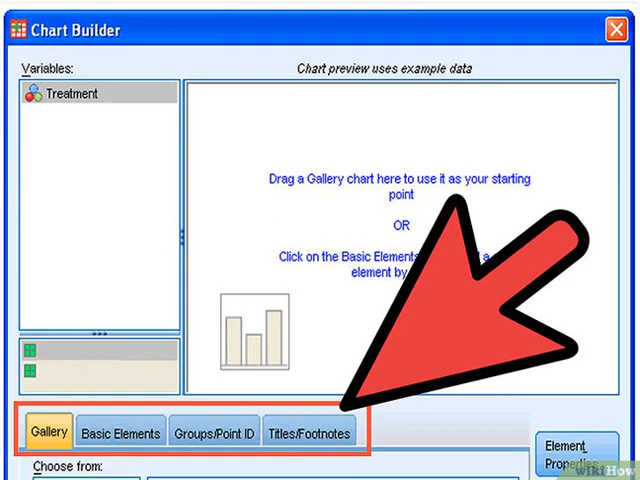 Chart Builder
Variables:
Chart preview uses example data
Treatment
Drag a Gallery chart here to use it as your starting
point
OR
Click on the Basic Elements
element by
Gallery
Basic Elements
Groups/Point ID
Titles/Footnotes
Element
Properties
Choose from:
wikiHow